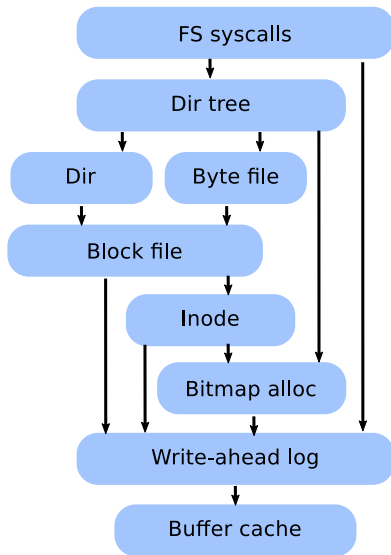 FS syscalls
Dir tree
Dir
Byte file
Block file
Inode
Bitmap alloc
Write-ahead log
Buffer cache